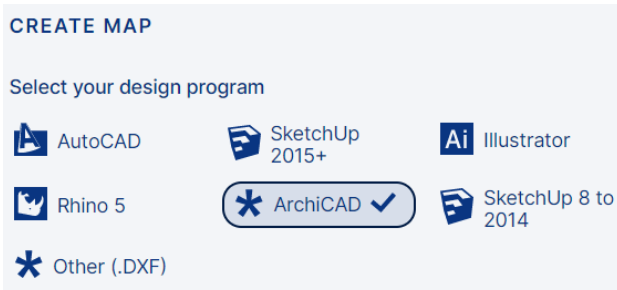 CREATE MAP
Select your design program
AutoCAD
SketchUp
2015+
Ai Illustrator
Rhino 5
ArchiCAD
SketchUp 8 to
2014
Other (.DXF)